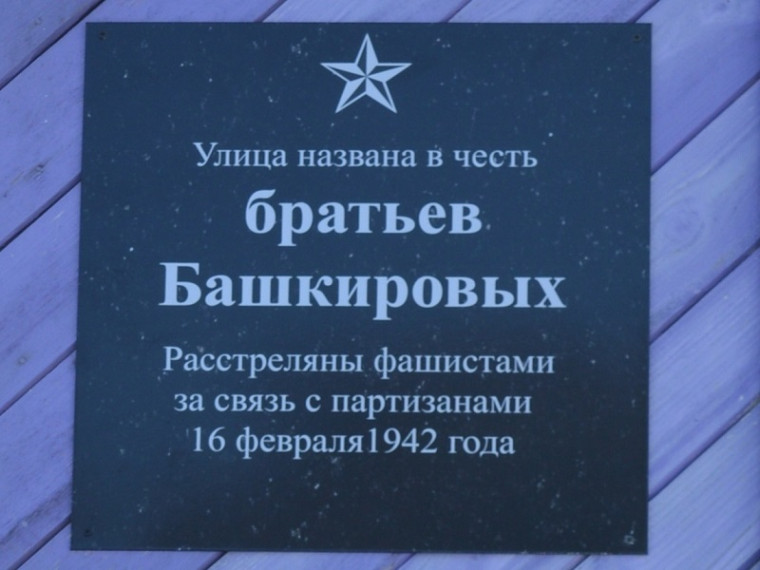 Улица названа в честь
братьев
Башкировых
Расстреляны фашистами
за связь с партизанами
16 февраля1942 года